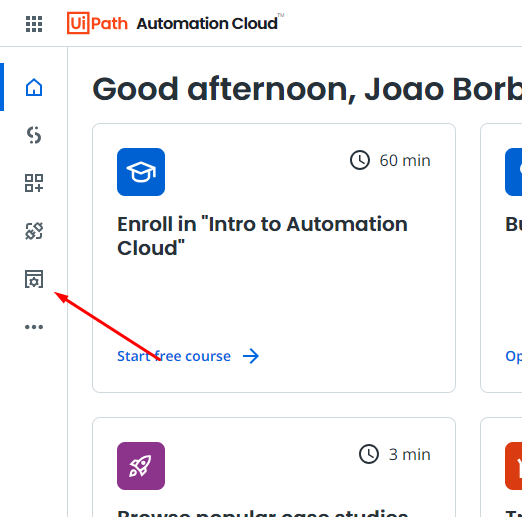 UiPath Automation Cloud™
Good afternoon, Joao Borb
60 min
Enroll in "Intro to Automation
Cloud"
Start free course
Bu
Op
3 min
Browse popular case studies
Tr